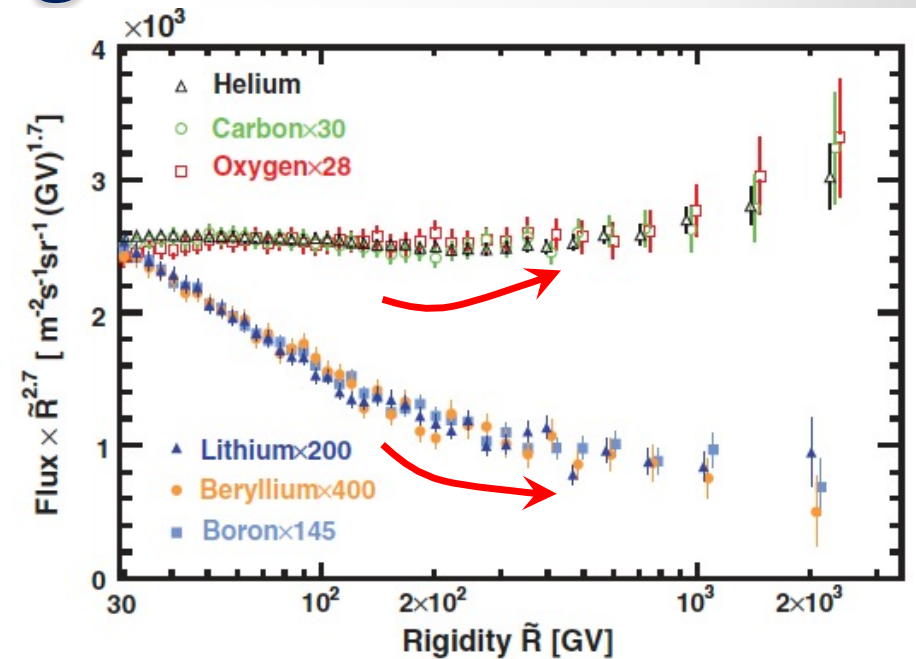 ×10³
4
3
2
1
0
Flux × R̃^2.7 [ m⁻²s⁻¹sr⁻¹(GV)^1.7]
Helium
Carbon×30
Oxygen×28
Lithium×200
Beryllium×400
Boron×145
30 10² 2×10² 10³ 2×10³
Rigidity R̃ [GV]